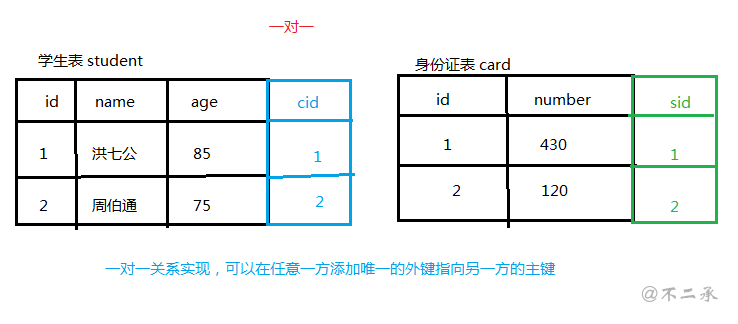 一对一
学生表 student
身份证表 card
id name age cid
1 洪七公 85 1
2 周伯通 75 2
id number sid
1 430 1
2 120 2
一对一关系实现，可以在任意一方添加唯一的外键指向另一方的主键
@不二承